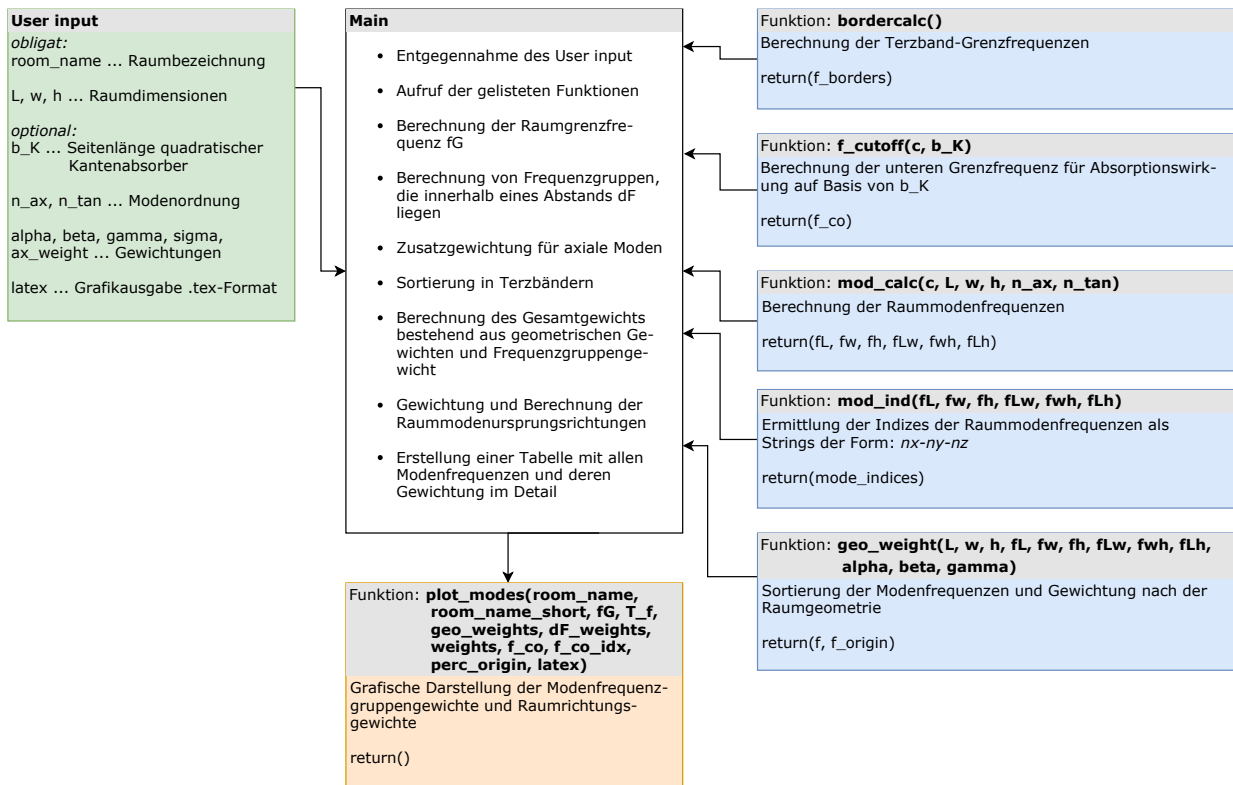 User input
obligat:
room_name ... Raumbezeichnung
L, w, h ... Raumdimensionen
optional:
b_K ... Seitenlänge quadratischer
Kantenabsorber
n_ax, n_tan ... Modenordnung
alpha, beta, gamma, sigma,
ax_weight ... Gewichtungen
latex ... Grafikausgabe .tex-Format
Main
• Entgegennahme des User input
• Aufruf der gelisteten Funktionen
• Berechnung der Raumgrenzfre-
quenz fG
• Berechnung von Frequenzgruppen,
die innerhalb eines Abstands dF
liegen
• Zusatzgewichtung für axiale Moden
• Sortierung in Terzbändern
• Berechnung des Gesamtgewichts
bestehend aus geometrischen Ge-
wichten und Frequenzgruppenge-
wicht
• Gewichtung und Berechnung der
Raummodenursprungsrichtungen
• Erstellung einer Tabelle mit allen
Modenfrequenzen und deren
Gewichtung im Detail
Funktion: plot_modes(room_name,
room_name_short, fG, T_f,
geo_weights, dF_weights,
weights, f_co, f_co_idx,
perc_origin, latex)
Grafische Darstellung der Modenfrequenz-
gruppengewichte und Raumrichtungs-
gewichte
return()
Funktion: bordercalc()
Berechnung der Terzband-Grenzfrequenzen
return(f_borders)
Funktion: f_cutoff(c, b_K)
Berechnung der unteren Grenzfrequenz für Absorptionswirk-
ung auf Basis von b_K
return(f_co)
Funktion: mod_calc(c, L, w, h, n_ax, n_tan)
Berechnung der Raummodenfrequenzen
return(fL, fw, fh, fLw, fwh, fLh)
Funktion: mod_ind(fL, fw, fh, fLw, fwh, fLh)
Ermittlung der Indizes der Raummodenfrequenzen als
Strings der Form: nx-ny-nz
return(mode_indices)
Funktion: geo_weight(L, w, h, fL, fw, fh, fLw, fwh, fLh,
alpha, beta, gamma)
Sortierung der Modenfrequenzen und Gewichtung nach der
Raumgeometrie
return(f, f_origin)